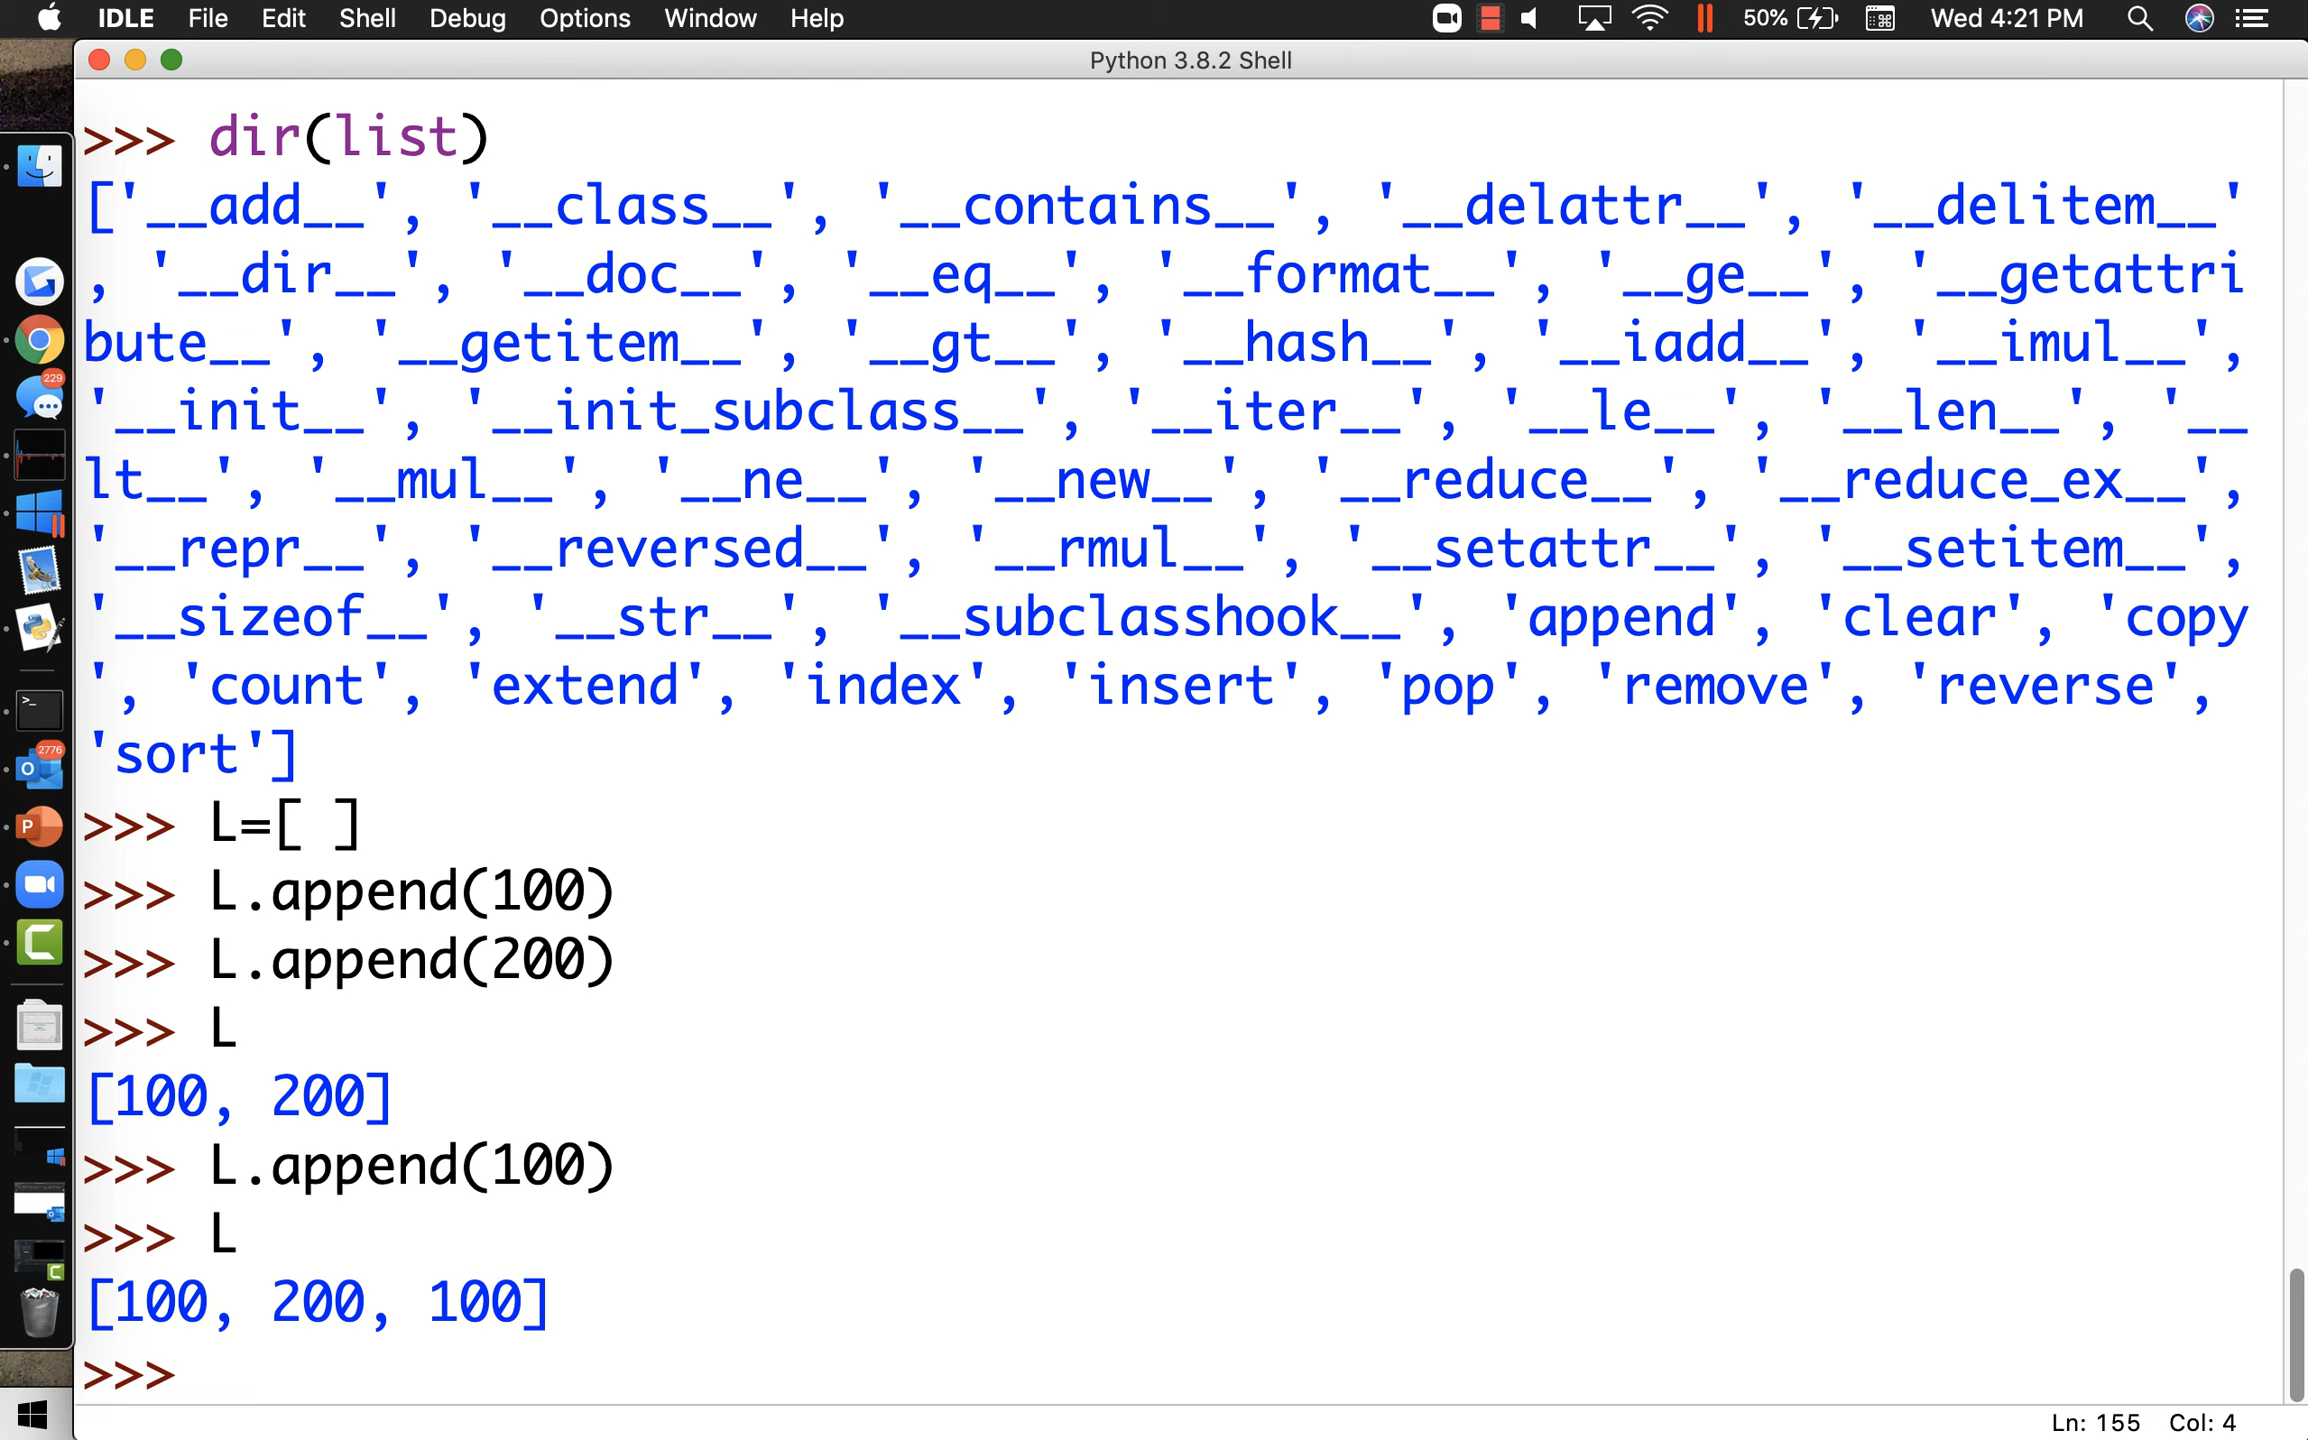 IDLE File Edit Shell Debug Options Window Help 50% Wed 4:21 PM
Python 3.8.2 Shell
>>> dir(list)
['__add__', '__class__', '__contains__', '__delattr__', '__delitem__'
, '__dir__', '__doc__', '__eq__', '__format__', '__ge__', '__getattri
bute__', '__getitem__', '__gt__', '__hash__', '__iadd__', '__imul__',
'__init__', '__init_subclass__', '__iter__', '__le__', '__len__', '__
lt__', '__mul__', '__ne__', '__new__', '__reduce__', '__reduce_ex__',
'__repr__', '__reversed__', '__rmul__', '__setattr__', '__setitem__',
'__sizeof__', '__str__', '__subclasshook__', 'append', 'clear', 'copy
', 'count', 'extend', 'index', 'insert', 'pop', 'remove', 'reverse',
'sort']
>>> L=[ ]
>>> L.append(100)
>>> L.append(200)
>>> L
[100, 200]
>>> L.append(100)
>>> L
[100, 200, 100]
>>>
229
2776
Ln: 155 Col: 4